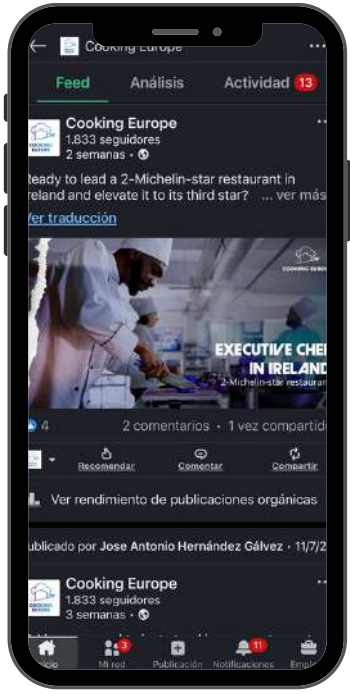 Cooking Europe
Feed Análisis Actividad 13
Cooking Europe
1.833 seguidores
2 semanas
Ready to lead a 2-Michelin-star restaurant in
Ireland and elevate it to its third star? ... ver más
Ver traducción
COOKING EUROPE
EXECUTIVE CHEF
IN IRELAND
2-Michelin-star restaurant
4 2 comentarios · 1 vez compartido
Recomendar Comentar Compartir
Ver rendimiento de publicaciones orgánicas
ublicado por Jose Antonio Hernández Gálvez · 11/7/2
Cooking Europe
1.833 seguidores
3 semanas
3 11
Inicio Mi red Publicación Notificaciones Empleos